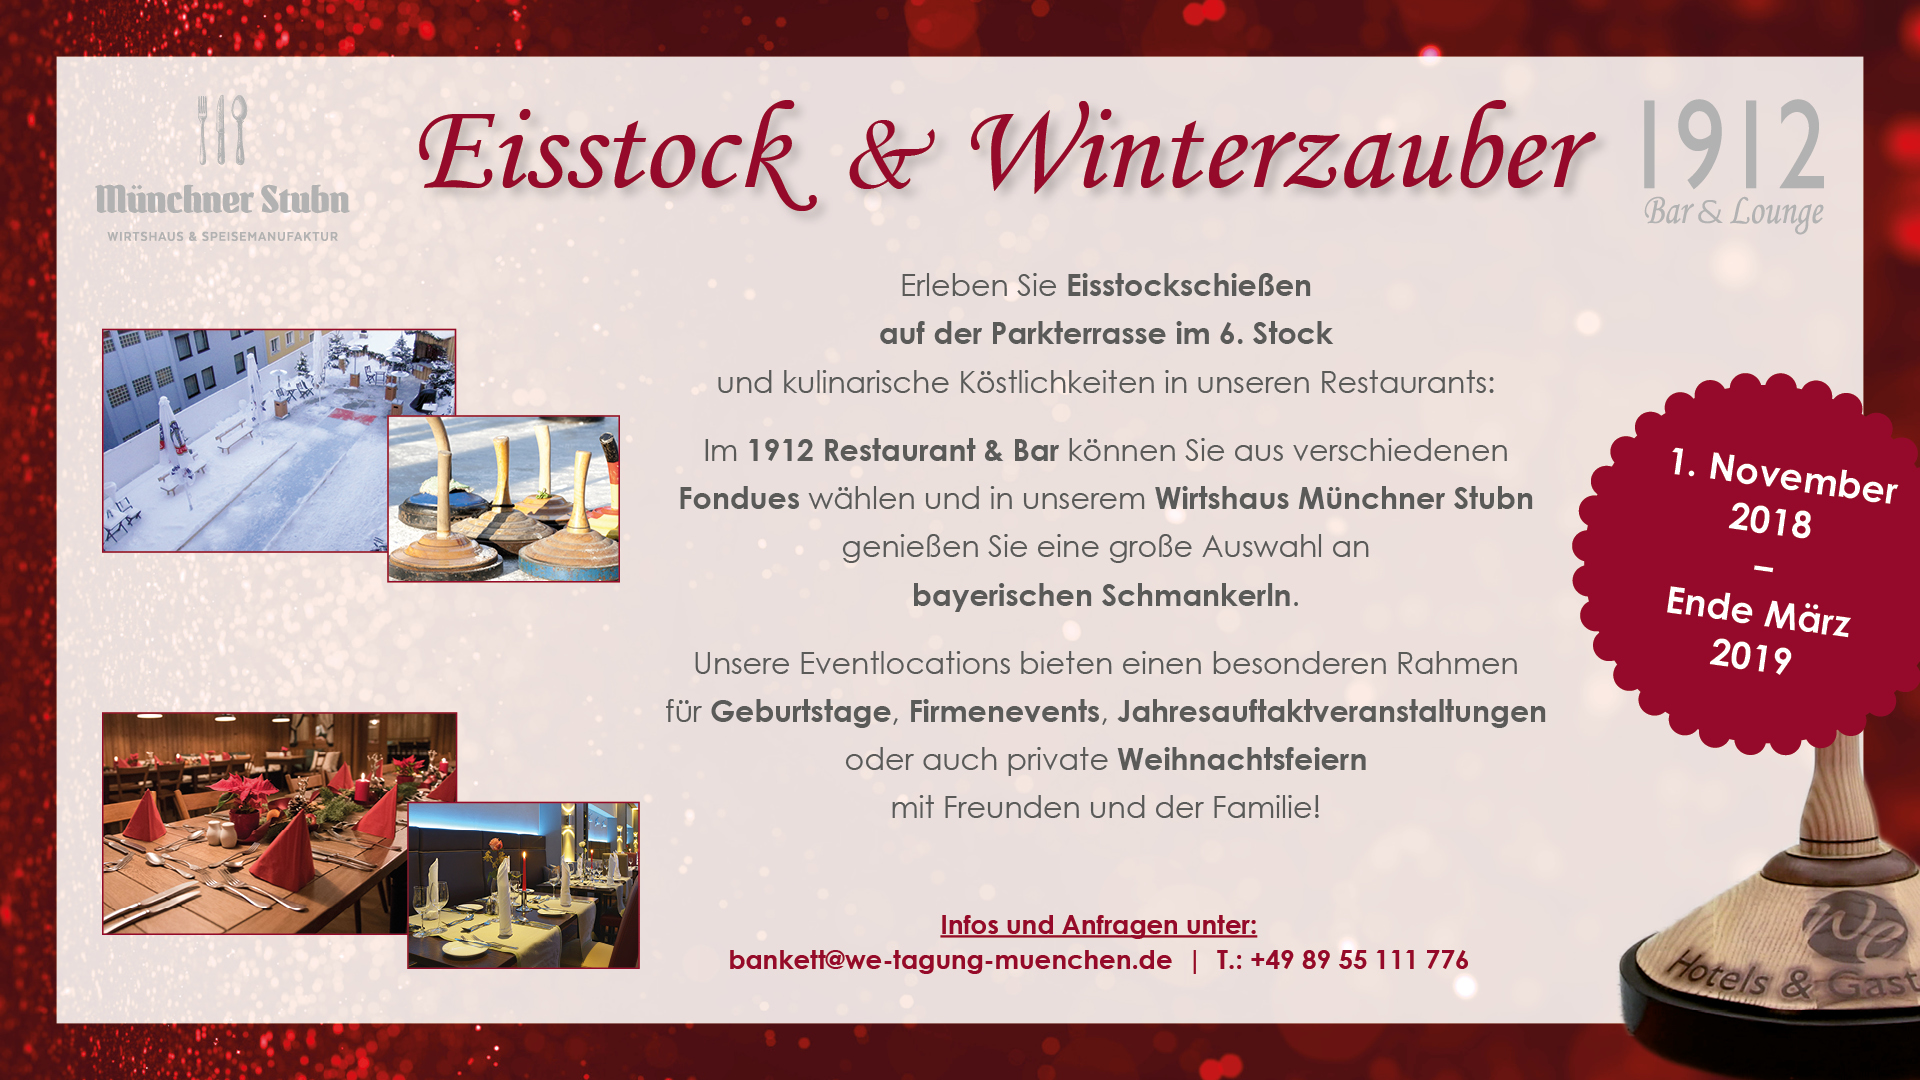 Münchner Stubn
WIRTSHAUS & SPEISEMANUFAKTUR
Eisstock & Winterzauber
1912
Bar & Lounge
Erleben Sie Eisstockschießen
auf der Parkterrasse im 6. Stock
und kulinarische Köstlichkeiten in unseren Restaurants:
Im 1912 Restaurant & Bar können Sie aus verschiedenen
Fondues wählen und in unserem Wirtshaus Münchner Stubn
genießen Sie eine große Auswahl an
bayerischen Schmankerln.
Unsere Eventlocations bieten einen besonderen Rahmen
für Geburtstage, Firmenevents, Jahresauftaktveranstaltungen
oder auch private Weihnachtsfeiern
mit Freunden und der Familie!
1. November
2018
–
Ende März
2019
Infos und Anfragen unter:
bankett@we-tagung-muenchen.de | T.: +49 89 55 111 776
We
Hotels & Gast